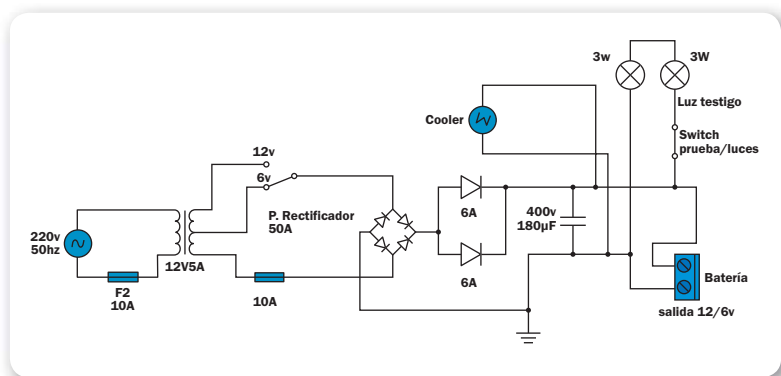 3w
3W
Luz testigo
Cooler
Switch
prueba/luces
12v
6v
P. Rectificador
50A
6A
400v
180µF
220v
50hz
12V5A
F2
10A
10A
6A
Batería
salida 12/6v